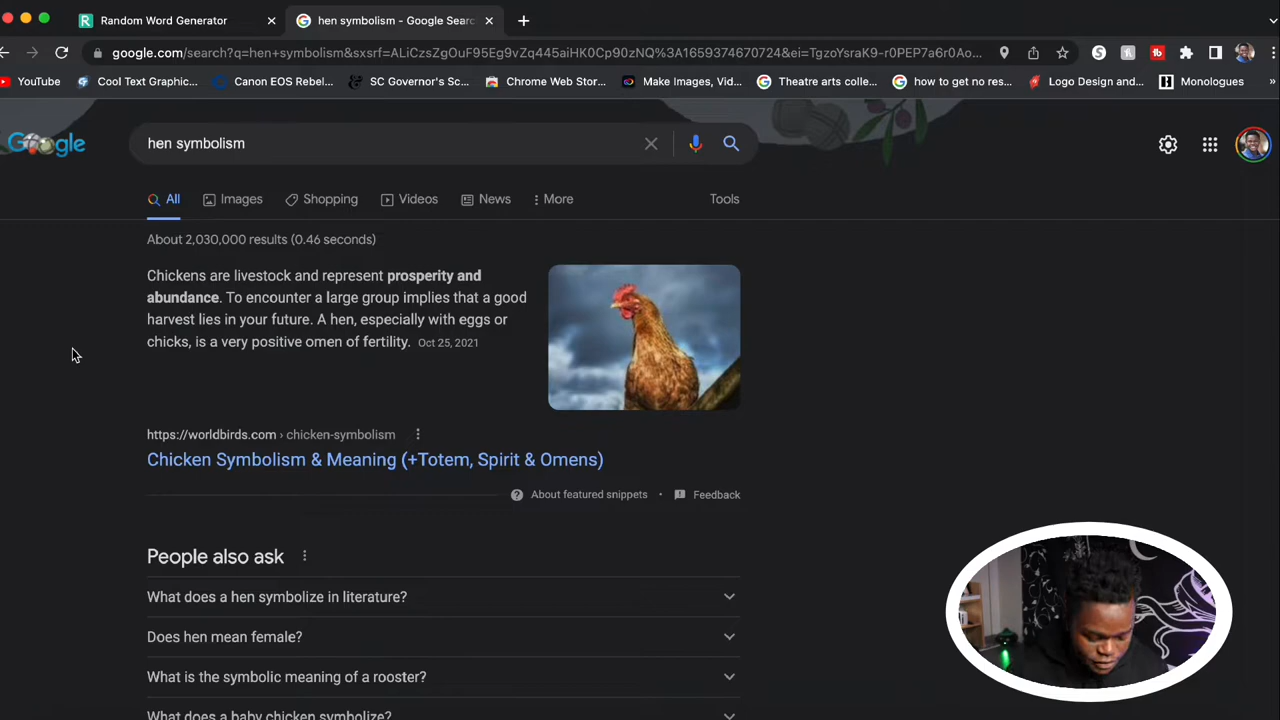 Random Word Generator
hen symbolism - Google Searc
google.com/search?q=hen+symbolism&sxsrf=ALiCzsZgOuF95Eg9vZq445aiHK0Cp90zNQ%3A1659374670724&ei=TgzoYsraK9-r0PEP7a6r0Ao...
YouTube
Cool Text Graphic...
Canon EOS Rebel...
SC Governor's Sc...
Chrome Web Stor...
Make Images, Vid...
Theatre arts colle...
how to get no res...
Logo Design and...
Monologues
Google
hen symbolism
All
Images
Shopping
Videos
News
More
Tools
About 2,030,000 results (0.46 seconds)
Chickens are livestock and represent prosperity and
abundance. To encounter a large group implies that a good
harvest lies in your future. A hen, especially with eggs or
chicks, is a very positive omen of fertility. Oct 25, 2021
https://worldbirds.com › chicken-symbolism
Chicken Symbolism & Meaning (+Totem, Spirit & Omens)
About featured snippets • Feedback
People also ask
What does a hen symbolize in literature?
Does hen mean female?
What is the symbolic meaning of a rooster?
What does a baby chicken symbolize?